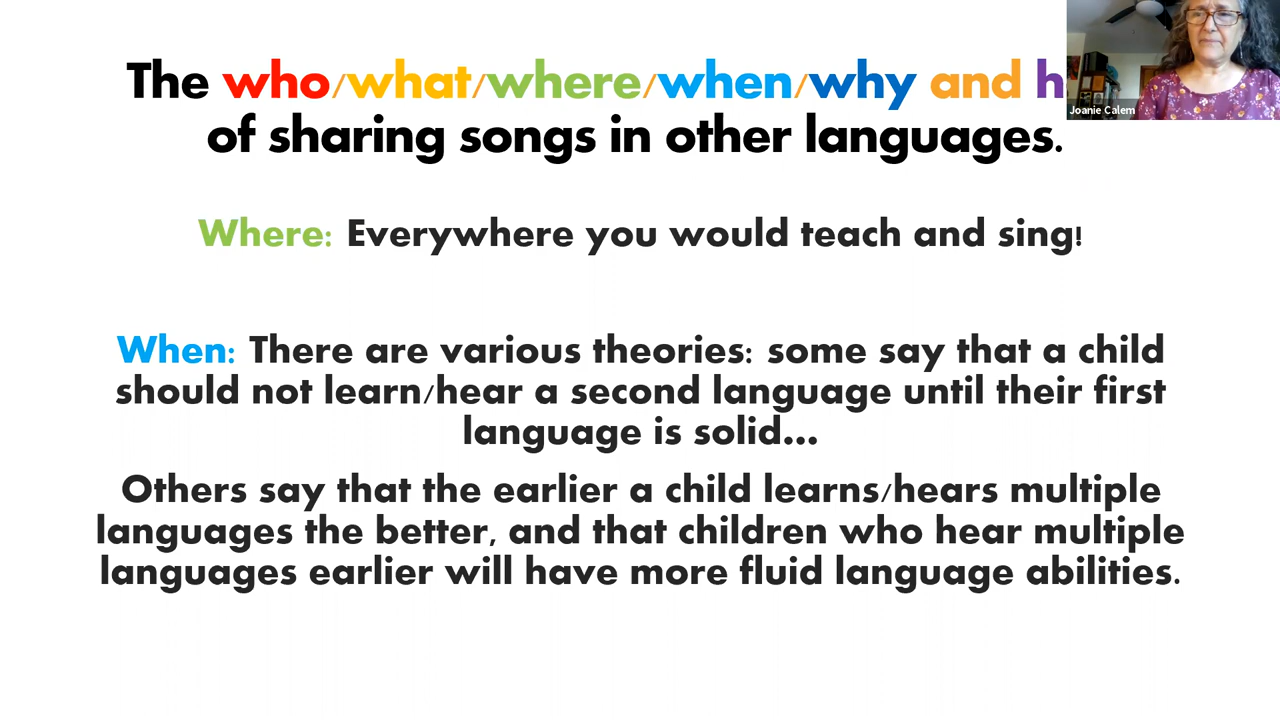 The who/what/where/when/why and h
of sharing songs in other languages.
Joanie Calem
Where: Everywhere you would teach and sing!
When: There are various theories: some say that a child
should not learn/hear a second language until their first
language is solid...
Others say that the earlier a child learns/hears multiple
languages the better, and that children who hear multiple
languages earlier will have more fluid language abilities.